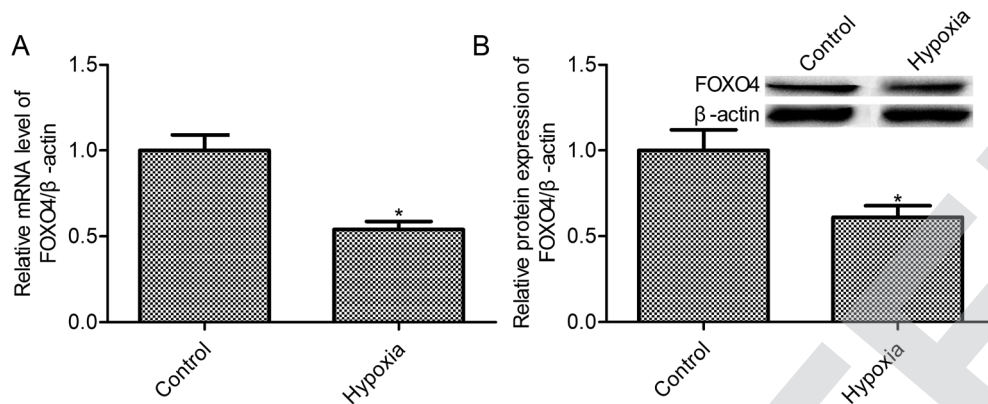 A
Relative mRNA level of
FOXO4/β -actin
1.5
1.0
0.5
0.0
*
Control
Hypoxia
B
Relative protein expression of
FOXO4/β -actin
1.5
1.0
0.5
0.0
Control
Hypoxia
FOXO4
β -actin
*
Control
Hypoxia